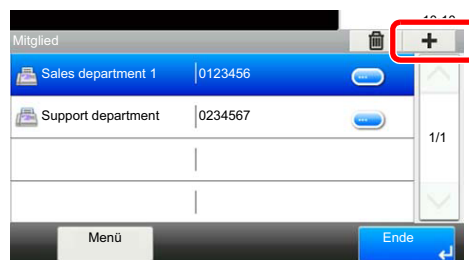 Mitglied
Sales department 1 0123456
Support department 0234567
1/1
Menü Ende